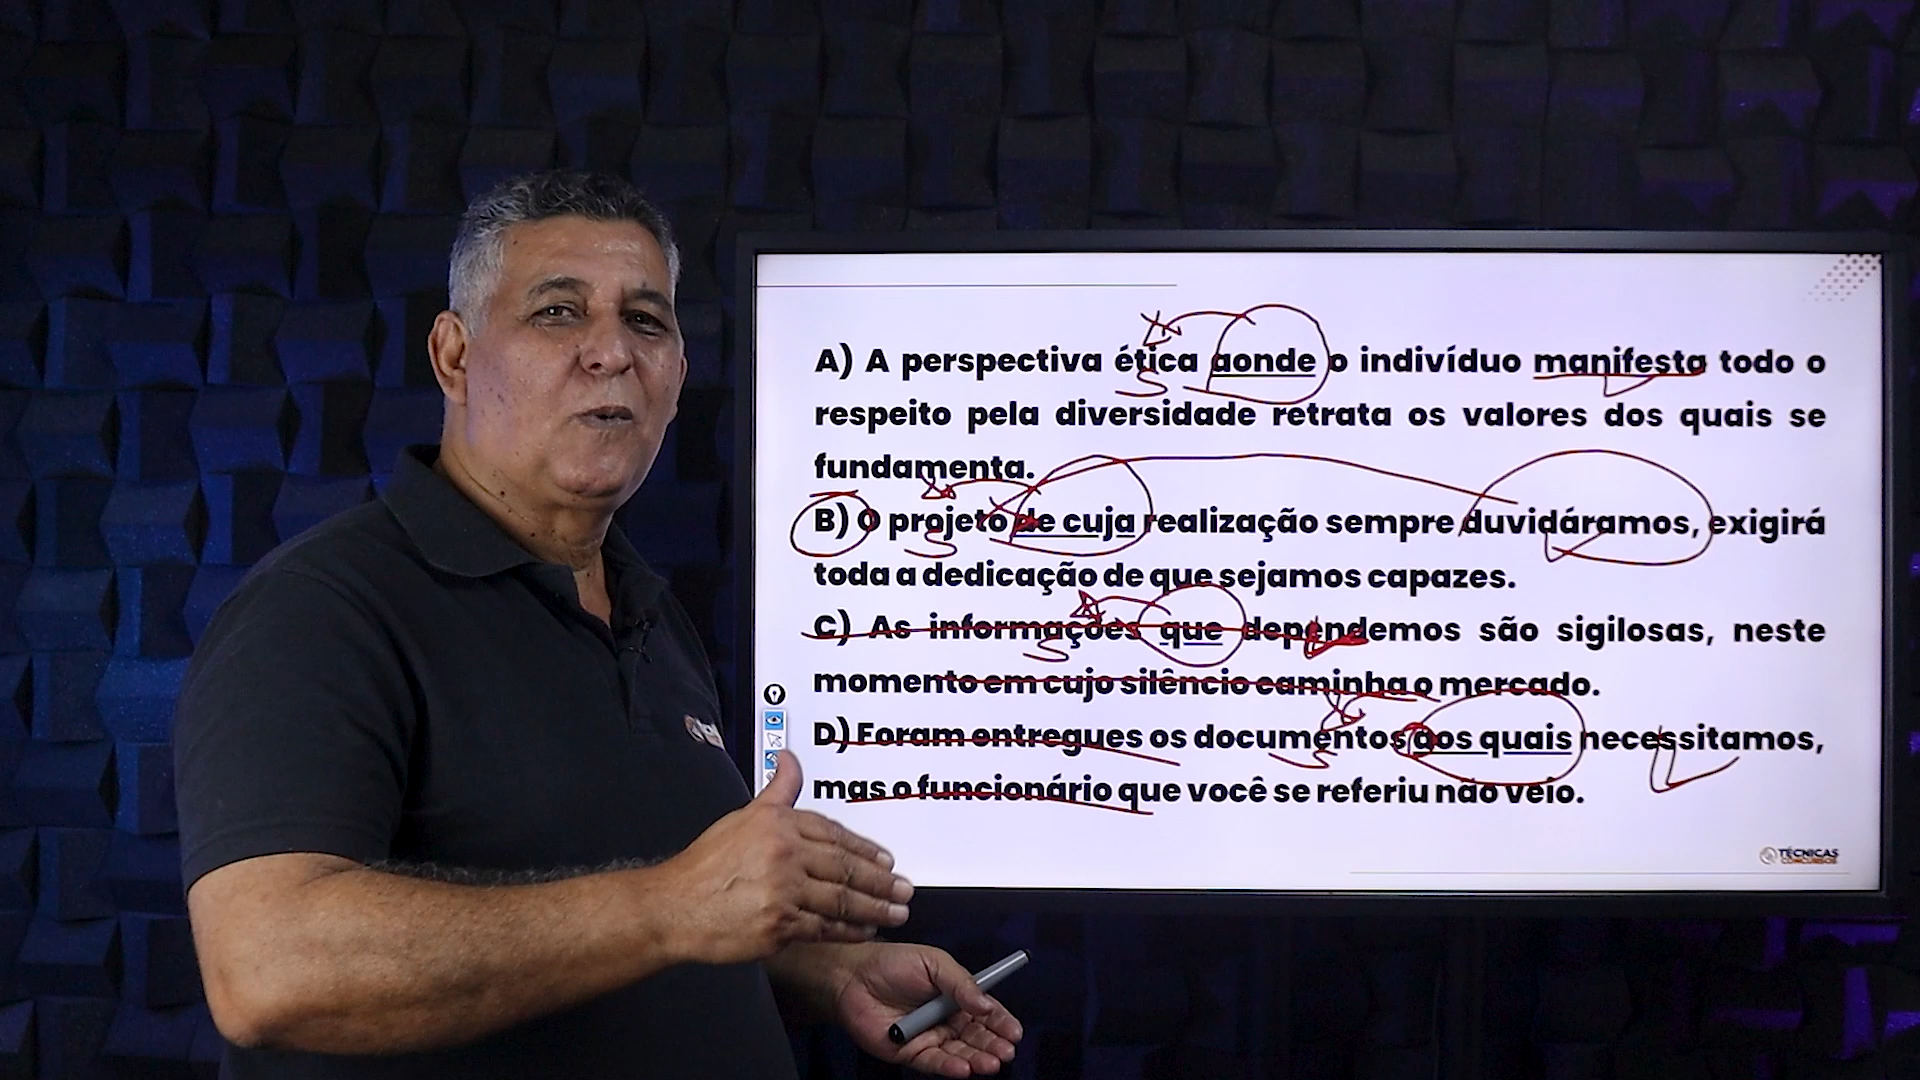 A) A perspectiva ética aonde o indivíduo manifesta todo o
respeito pela diversidade retrata os valores dos quais se
fundamenta.
B) O projeto de cuja realização sempre duvidáramos, exigirá
toda a dedicação de que sejamos capazes.
C) As informações que dependemos são sigilosas, neste
momento em cujo silêncio caminha o mercado.
D) Foram entregues os documentos dos quais necessitamos,
mas o funcionário que você se referiu não veio.
TÉCNICAS
CONCURSOS